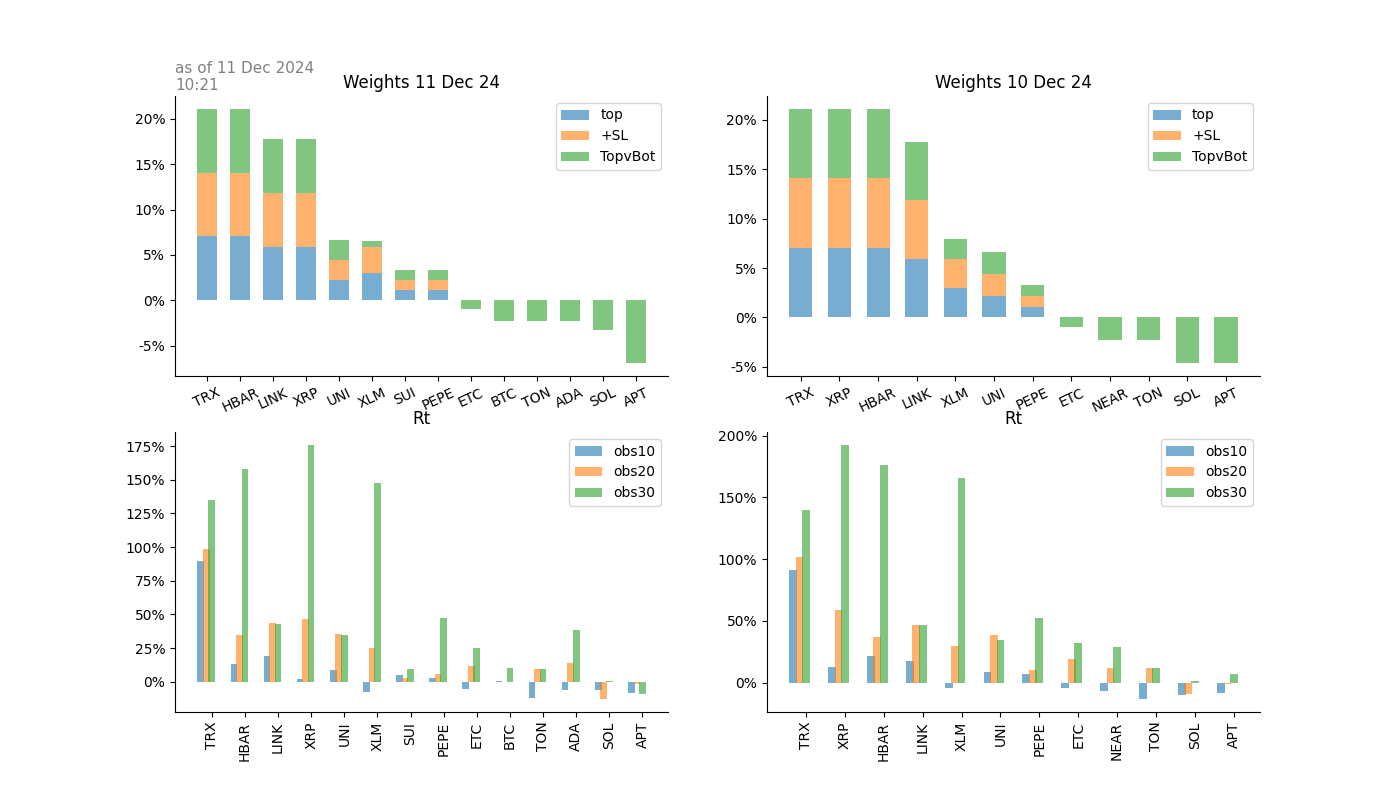 as of 11 Dec 2024
10:21
Weights 11 Dec 24
20%
15%
10%
5%
0%
-5%
top
+SL
TopvBot
TRX HBAR LINK XRP UNI XLM SUI PEPE ETC BTC TON ADA SOL APT
Weights 10 Dec 24
20%
15%
10%
5%
0%
-5%
top
+SL
TopvBot
TRX XRP HBAR LINK XLM UNI PEPE ETC NEAR TON SOL APT
Rt
175%
150%
125%
100%
75%
50%
25%
0%
obs10
obs20
obs30
TRX HBAR LINK XRP UNI XLM SUI PEPE ETC BTC TON ADA SOL APT
Rt
200%
150%
100%
50%
0%
obs10
obs20
obs30
TRX XRP HBAR LINK XLM UNI PEPE ETC NEAR TON SOL APT